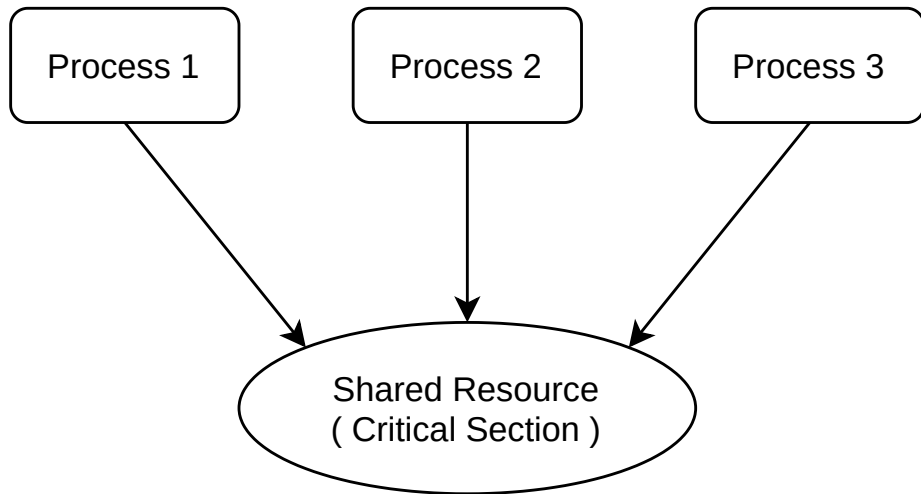 Process 1
Process 2
Process 3
Shared Resource
( Critical Section )